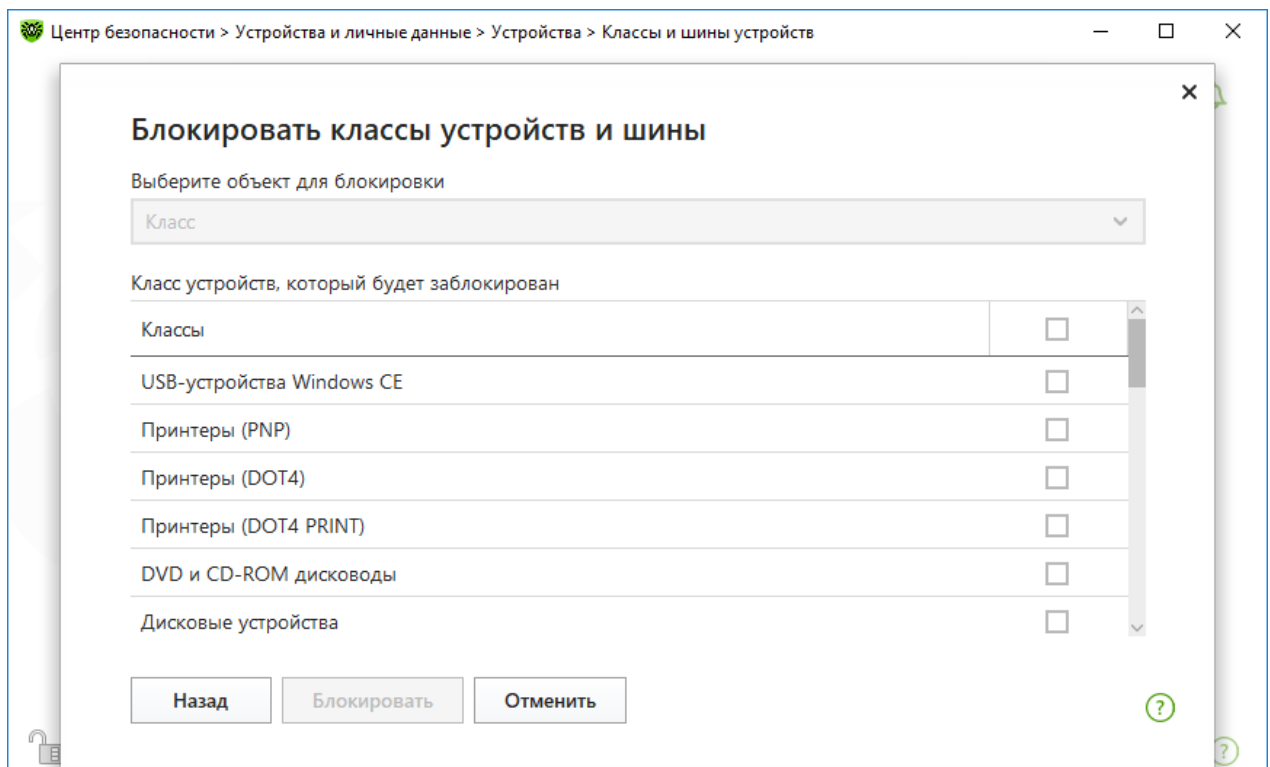 Центр безопасности > Устройства и личные данные > Устройства > Классы и шины устройств
Блокировать классы устройств и шины
Выберите объект для блокировки
Класс
Класс устройств, который будет заблокирован
Классы
USB-устройства Windows CE
Принтеры (PNP)
Принтеры (DOT4)
Принтеры (DOT4 PRINT)
DVD и CD-ROM дисководы
Дисковые устройства
Назад Блокировать Отменить ?
?